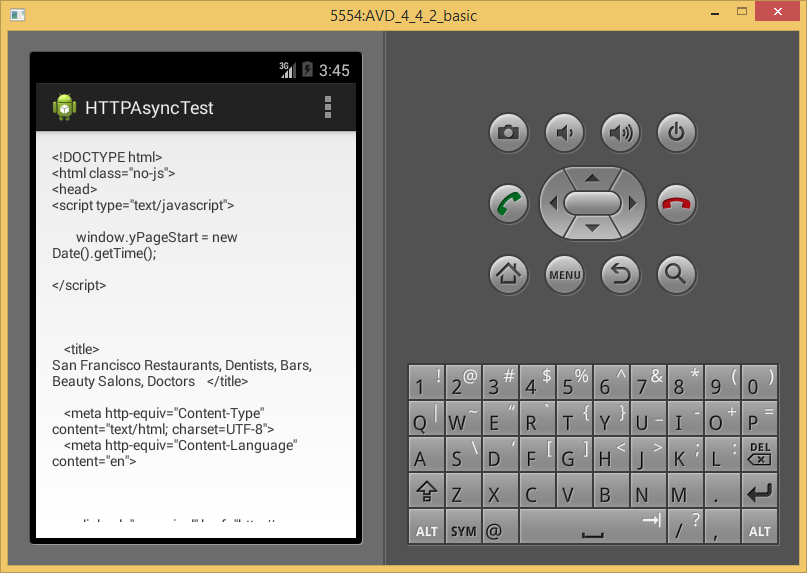 5554:AVD_4_4_2_basic
3G 3:45
HTTPAsyncTest
<!DOCTYPE html>
<html class="no-js">
<head>
<script type="text/javascript">
window.yPageStart = new
Date().getTime();
</script>
<title>
San Francisco Restaurants, Dentists, Bars,
Beauty Salons, Doctors </title>
<meta http-equiv="Content-Type"
content="text/html; charset=UTF-8">
<meta http-equiv="Content-Language"
content="en">
MENU
1 ! 2 @ 3 # 4 $ 5 % 6 ^ 7 & 8 * 9 ( 0 )
Q | W ~ E “ R ` T { Y } U _ I - O + P =
A S \ D ‘ F [ G ] H < J > K ; L : DEL
Z X C V B N M .
ALT SYM @ / ? , ALT